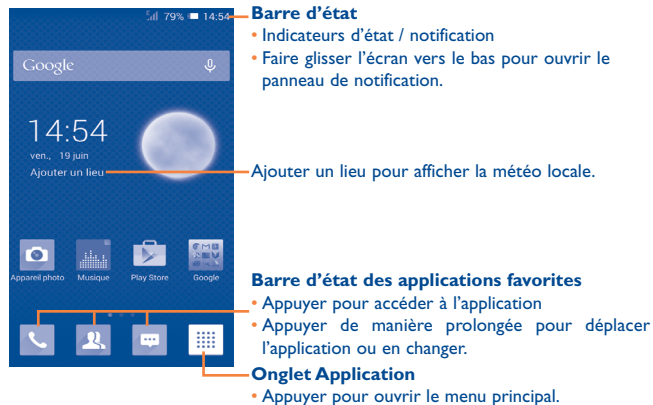 79% 14:54
Google
14:54
ven., 19 juin
Ajouter un lieu
Appareil photo Musique Play Store Google
Barre d’état
• Indicateurs d’état / notification
• Faire glisser l’écran vers le bas pour ouvrir le
panneau de notification.
Ajouter un lieu pour afficher la météo locale.
Barre d’état des applications favorites
• Appuyer pour accéder à l’application
• Appuyer de manière prolongée pour déplacer
l’application ou en changer.
Onglet Application
• Appuyer pour ouvrir le menu principal.